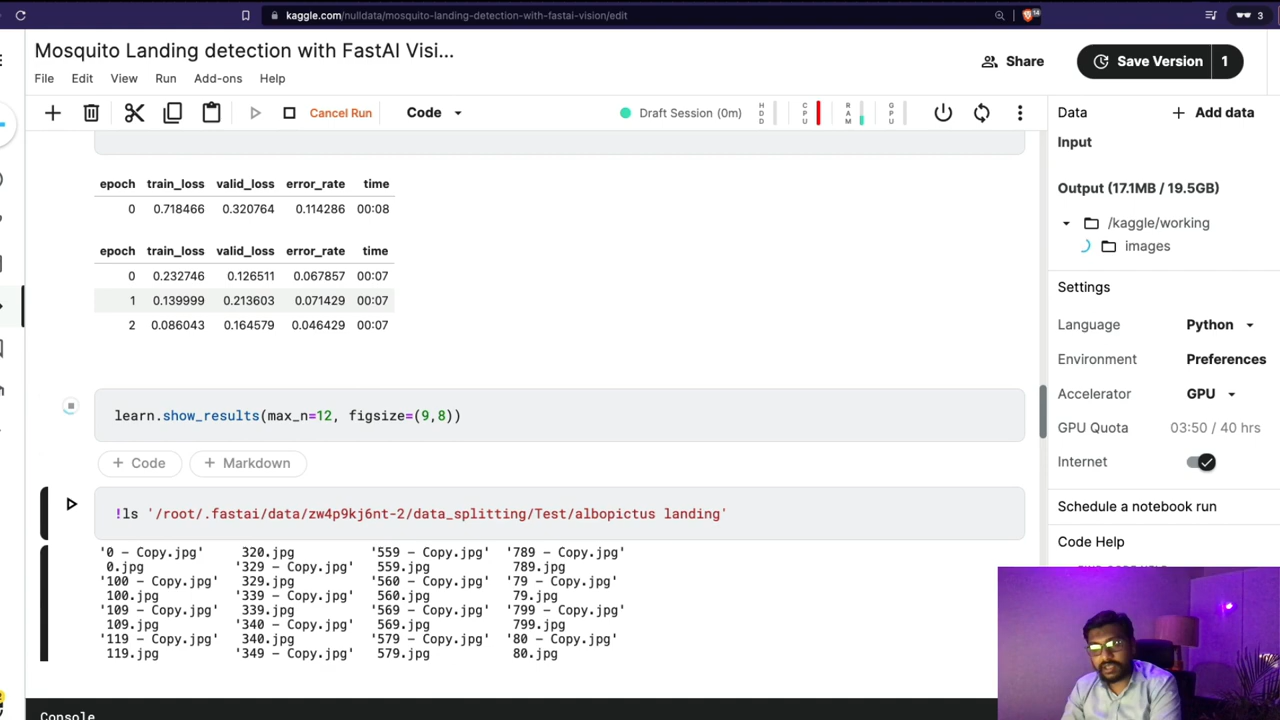 kaggle.com/nulldata/mosquito-landing-detection-with-fastai-vision/edit
14
3
Mosquito Landing detection with FastAI Visi...
File Edit View Run Add-ons Help
Share
Save Version 1
Cancel Run
Code
Draft Session (0m)
HDD
CPU
RAM
GPU
Data
Add data
Input
Output (17.1MB / 19.5GB)
/kaggle/working
images
Settings
Language Python
Environment Preferences
Accelerator GPU
GPU Quota 03:50 / 40 hrs
Internet
Schedule a notebook run
Code Help
epoch train_loss valid_loss error_rate time
0 0.718466 0.320764 0.114286 00:08
epoch train_loss valid_loss error_rate time
0 0.232746 0.126511 0.067857 00:07
1 0.139999 0.213603 0.071429 00:07
2 0.086043 0.164579 0.046429 00:07
learn.show_results(max_n=12, figsize=(9,8))
+ Code + Markdown
!ls '/root/.fastai/data/zw4p9kj6nt-2/data_splitting/Test/albopictus landing'
'0 - Copy.jpg' 320.jpg '559 - Copy.jpg' '789 - Copy.jpg'
0.jpg '329 - Copy.jpg' 559.jpg 789.jpg
'100 - Copy.jpg' 329.jpg '560 - Copy.jpg' '79 - Copy.jpg'
100.jpg '339 - Copy.jpg' 560.jpg 79.jpg
'109 - Copy.jpg' 339.jpg '569 - Copy.jpg' '799 - Copy.jpg'
109.jpg '340 - Copy.jpg' 569.jpg 799.jpg
'119 - Copy.jpg' 340.jpg '579 - Copy.jpg' '80 - Copy.jpg'
119.jpg '349 - Copy.jpg' 579.jpg 80.jpg
Console